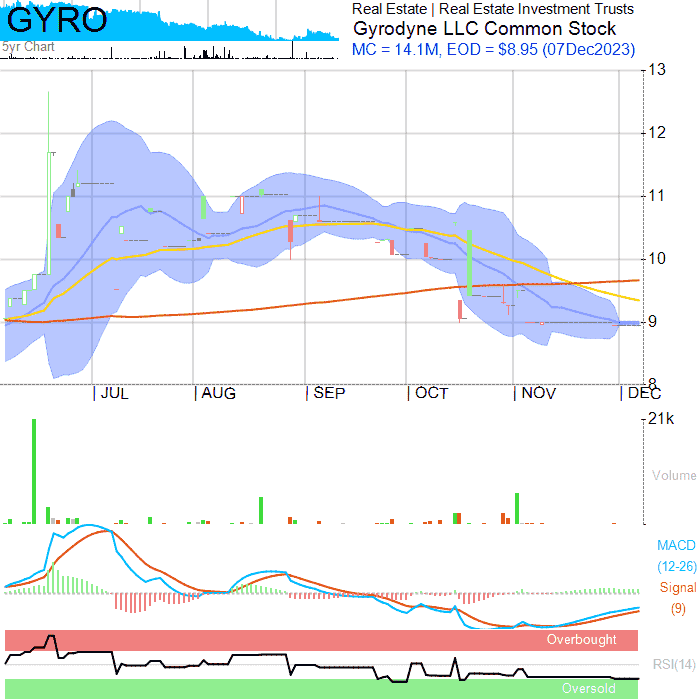 GYRO
5yr Chart
Real Estate | Real Estate Investment Trusts
Gyrodyne LLC Common Stock
MC = 14.1M, EOD = $8.95 (07Dec2023)
13
12
11
10
9
8
JUL AUG SEP OCT NOV DEC
21k
Volume
MACD
(12-26)
Signal
(9)
Overbought
RSI(14)
Oversold